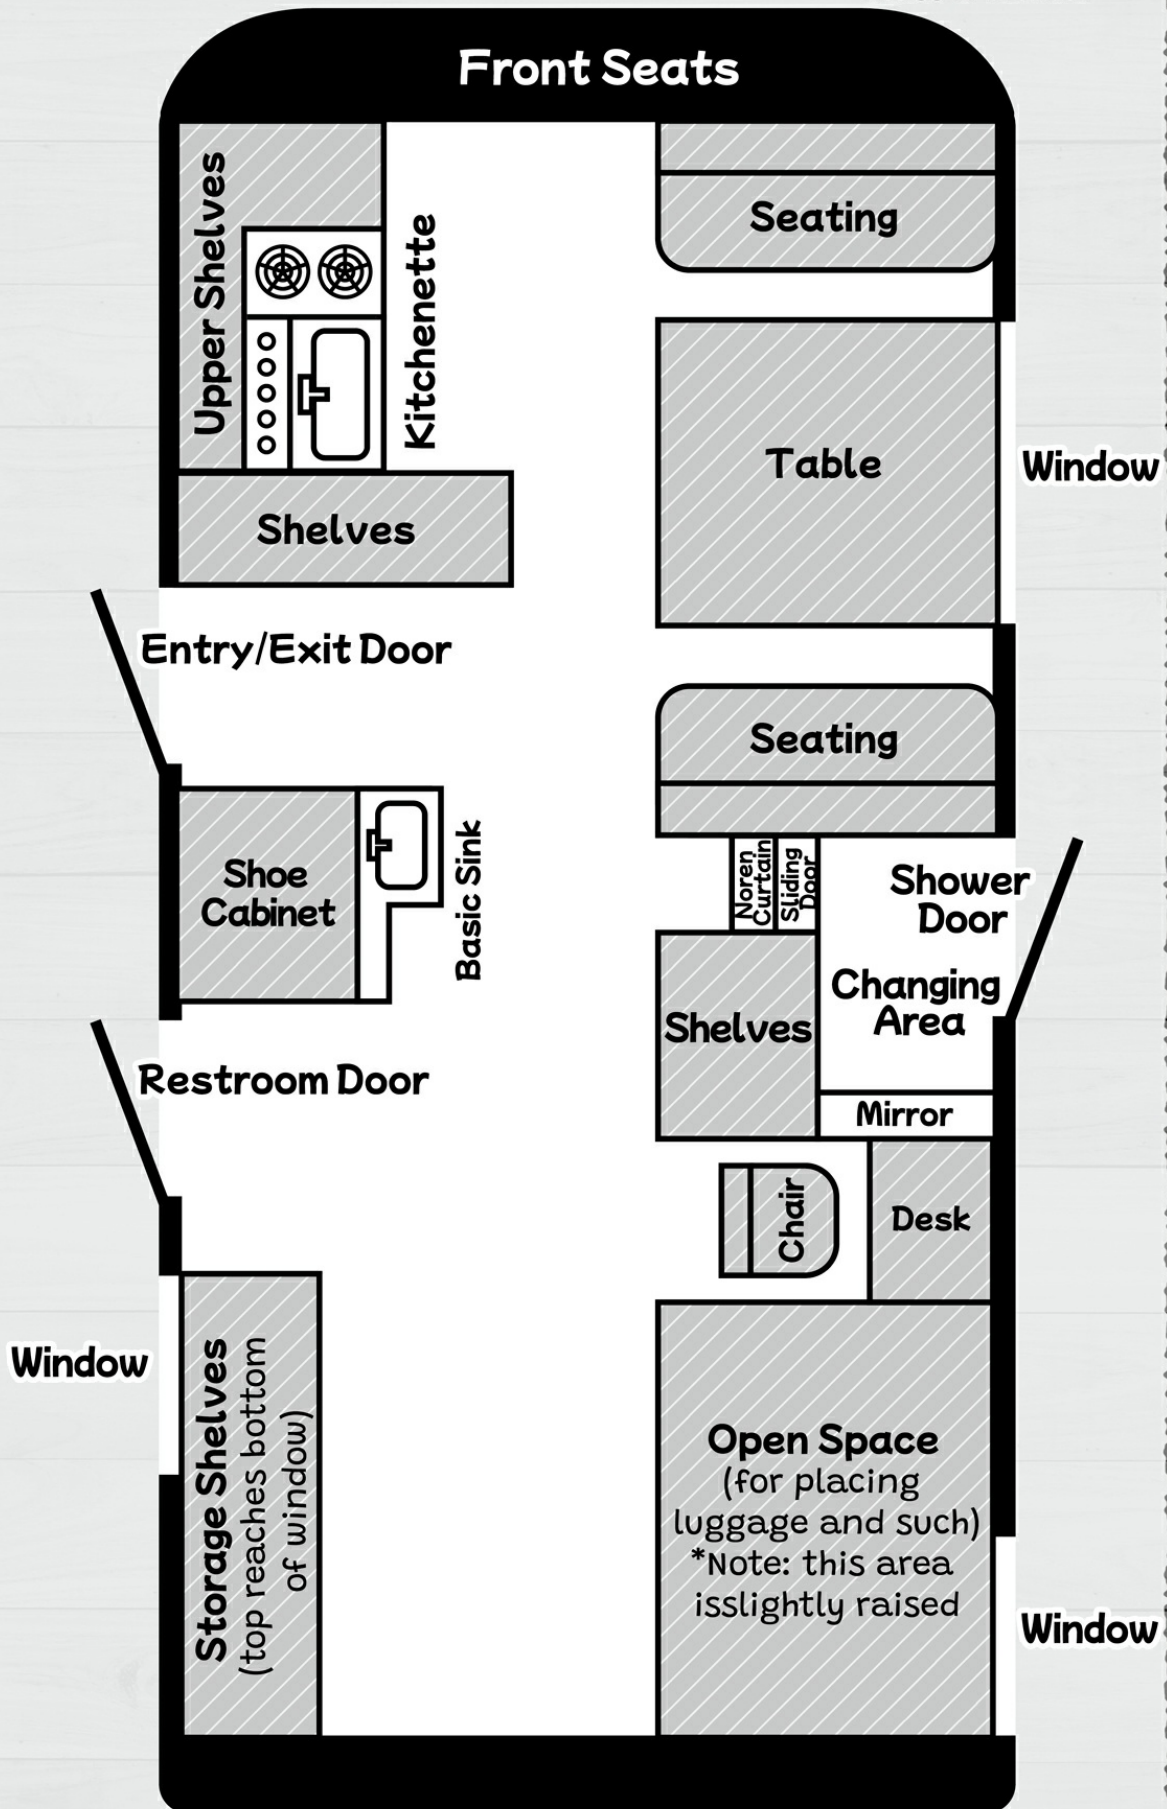 Front Seats
Upper Shelves
Kitchenette
Seating
Table
Window
Shelves
Entry/Exit Door
Seating
Shoe
Cabinet
Basic Sink
Noren
Curtain
Sliding
Door
Shower
Door
Changing
Area
Shelves
Mirror
Restroom Door
Chair
Desk
Window
Storage Shelves
(top reaches bottom
of window)
Open Space
(for placing
luggage and such)
*Note: this area
isslightly raised
Window